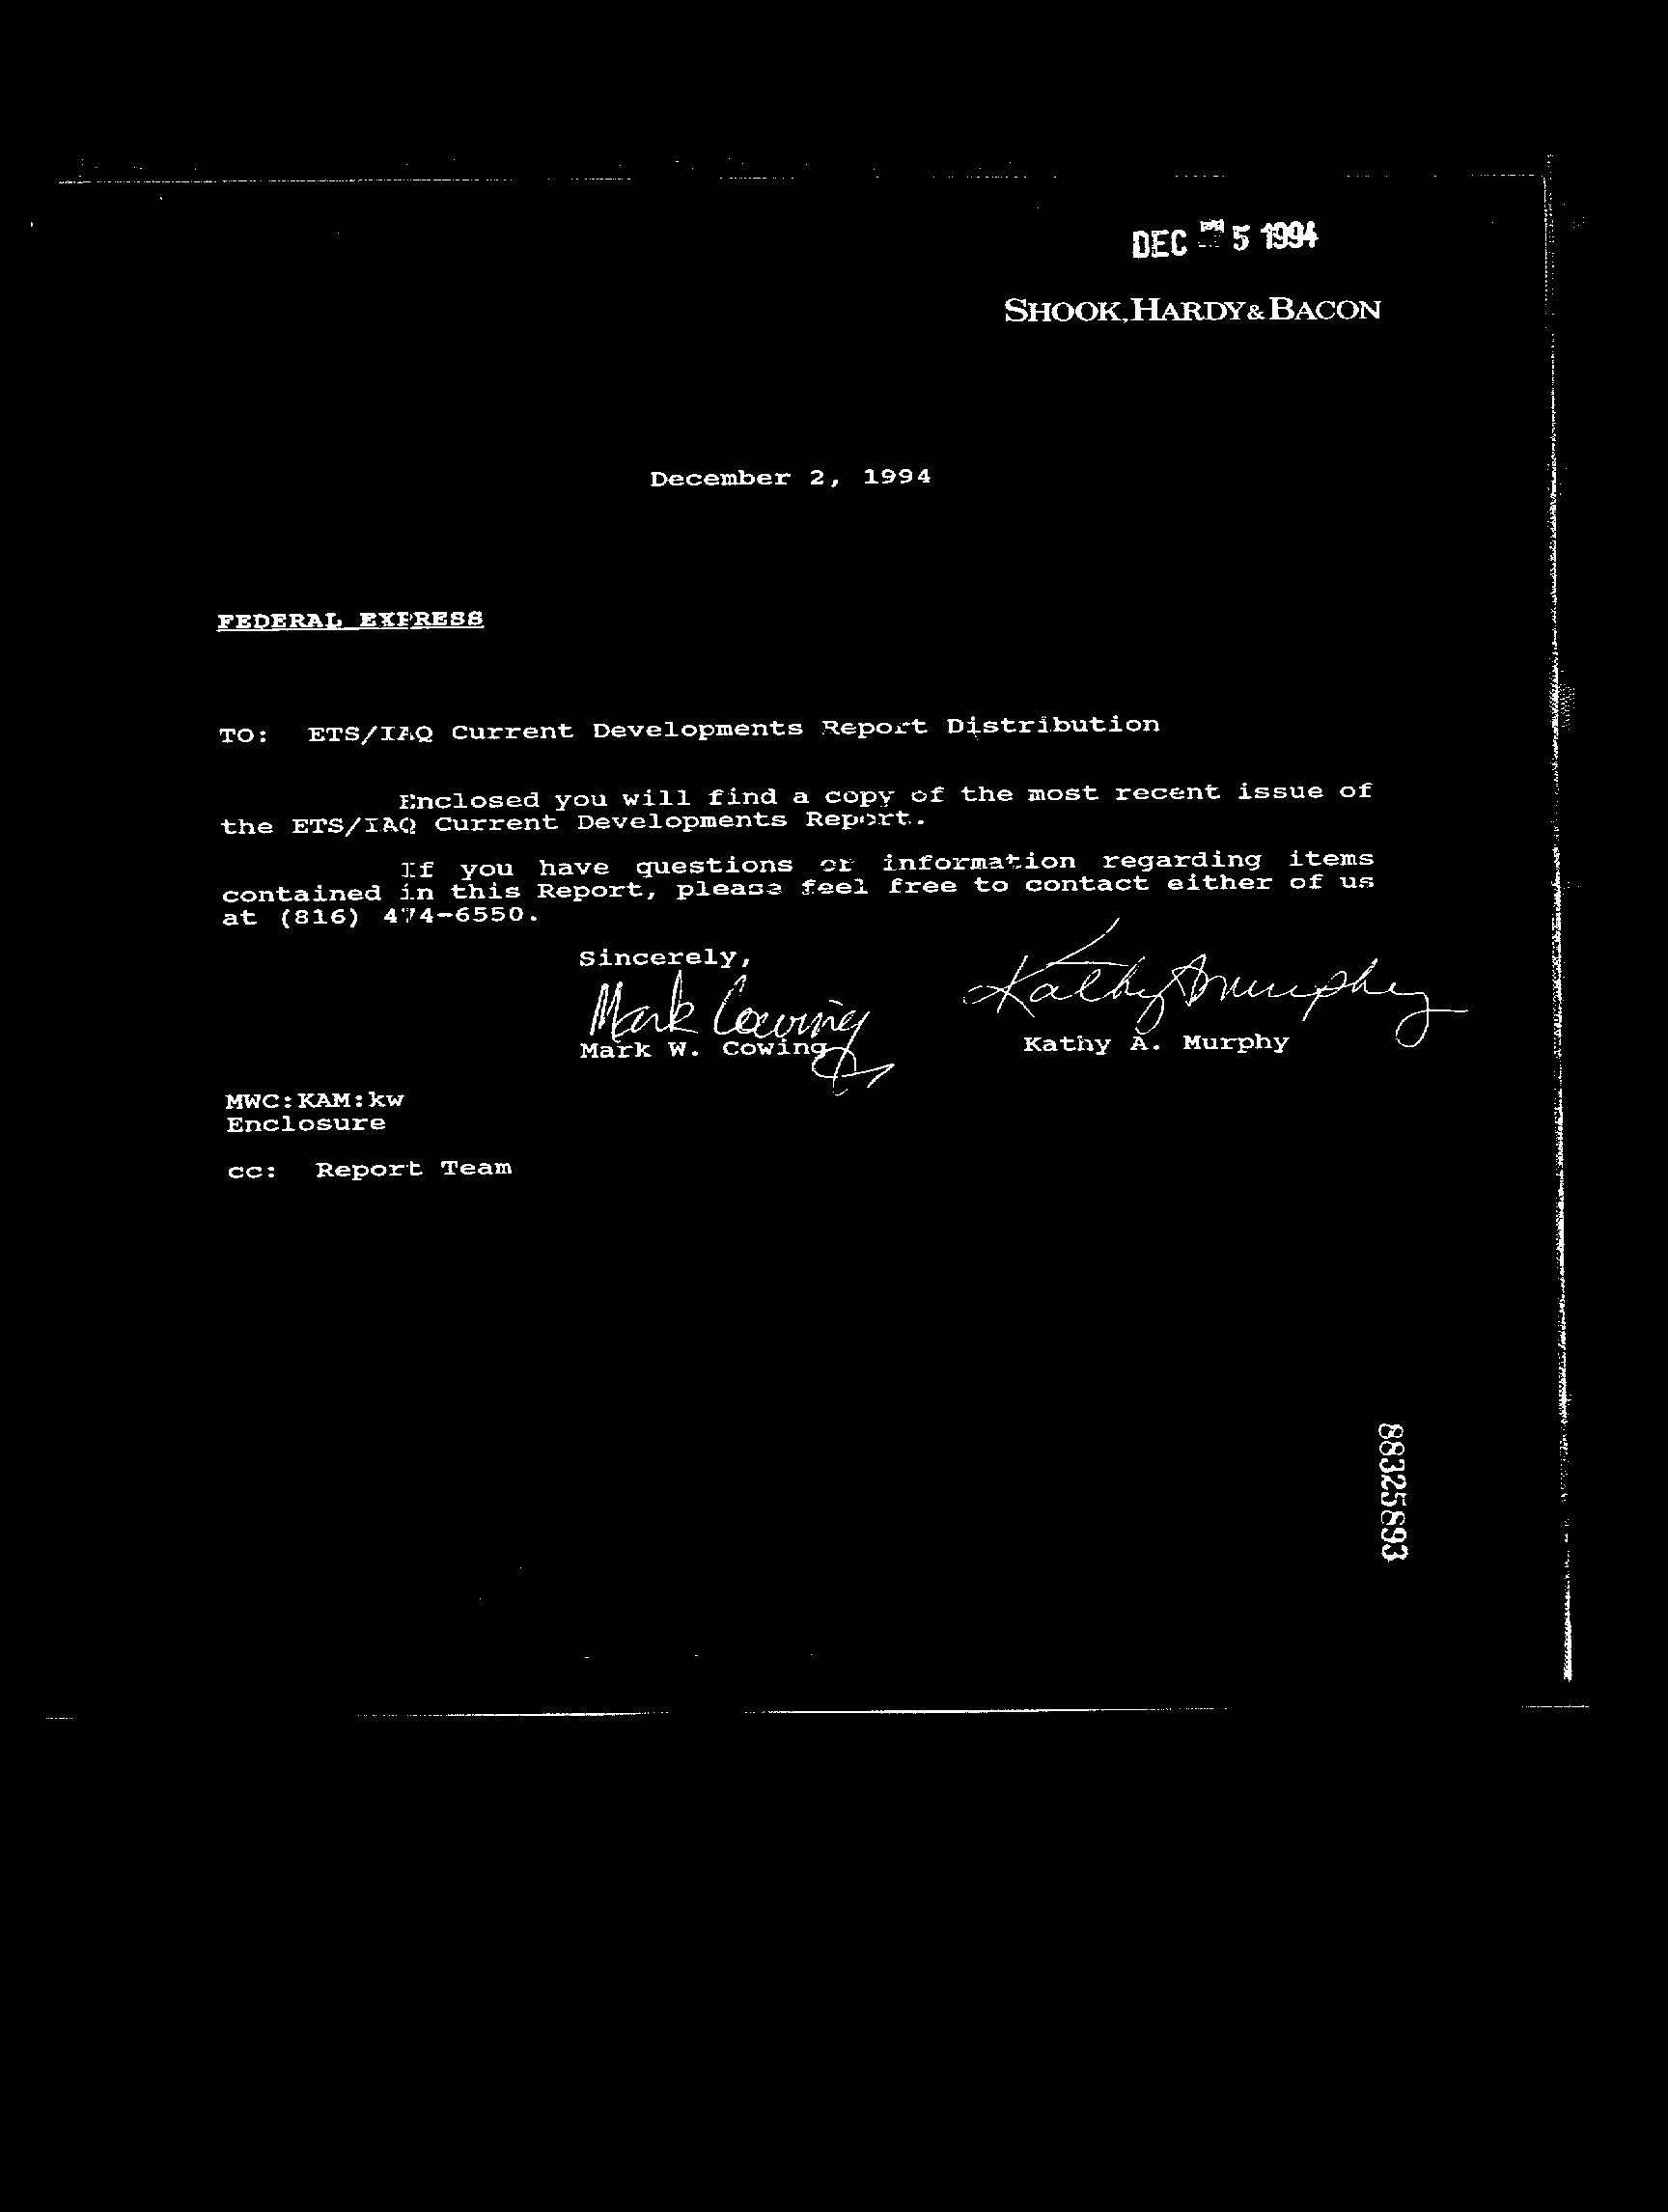 DEC 5 1994
SHOOK, HARDY & BACON
December 2, 1994
FEDERAL EXPRESS
TO: ETS/IAQ Current Developments Report Distribution
Enclosed you will find a copy of the most recent issue of
the ETS/IAQ Current Developments Report.
If you have questions or information regarding items
contained in this Report, please feel free to contact either of us
at (816) 474-6550.
Sincerely,
Mark Cowing
Kathy A Murphy
Mark W. Cowing
Kathy A. Murphy
MWC:KAM:kw
Enclosure
cc: Report Team
88325893